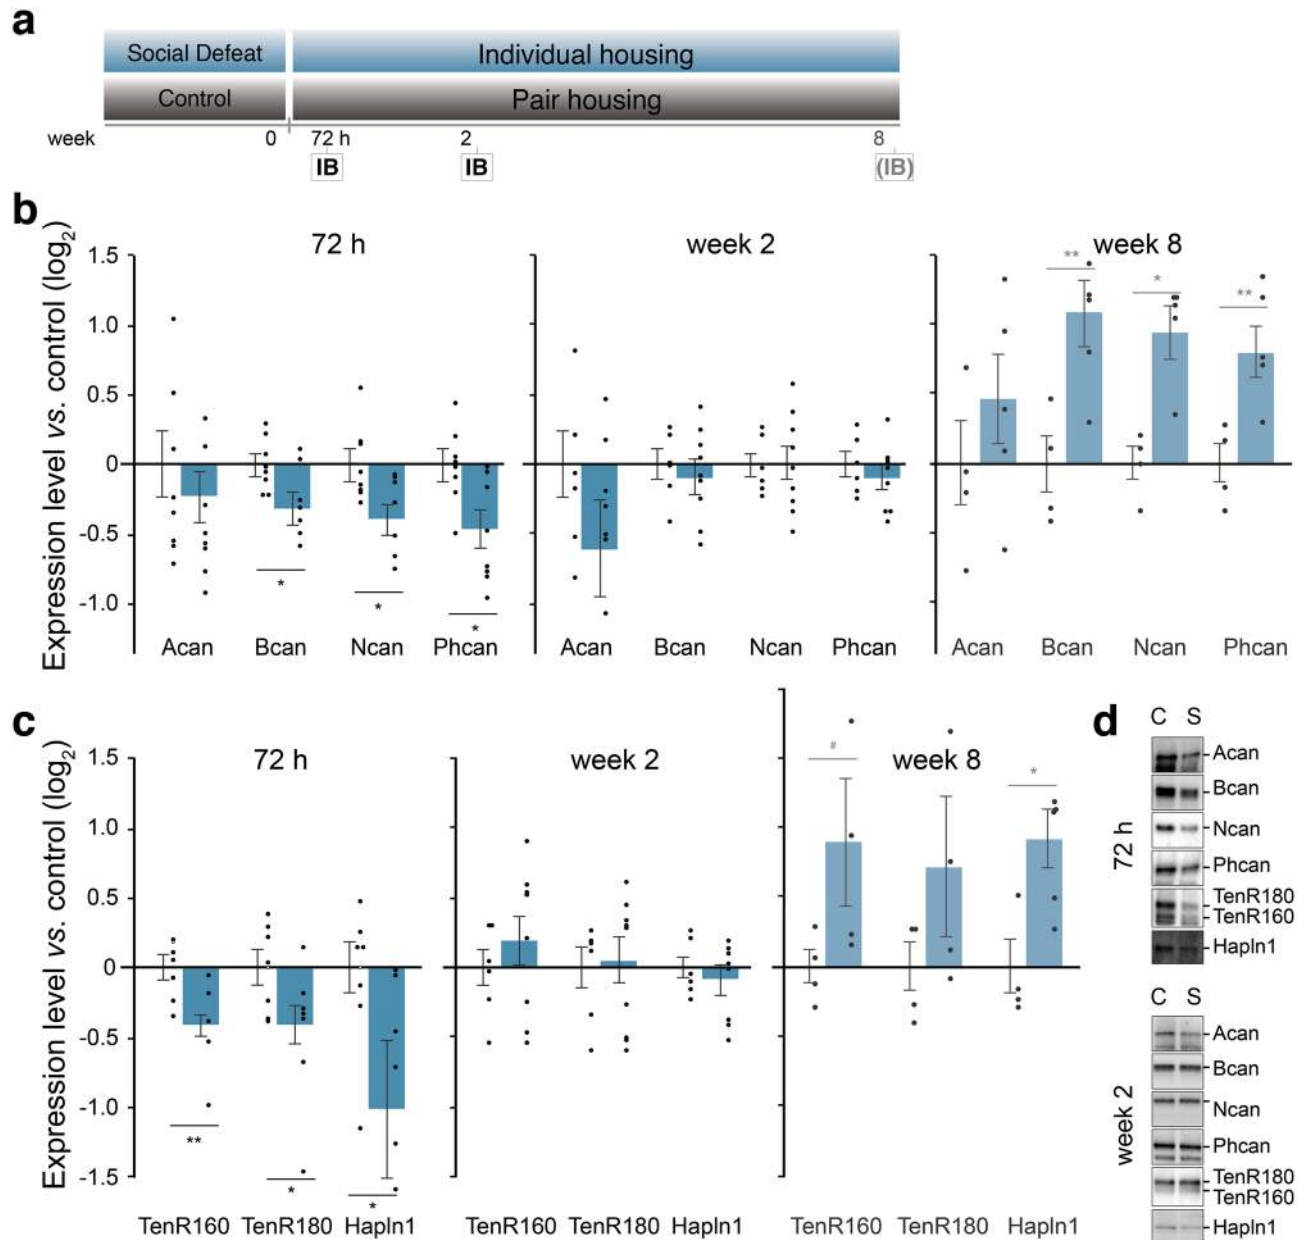 a
Social Defeat
Individual housing
Control
Pair housing
week
0
72 h
2
8
IB
IB
(IB)
b
Expression level vs. control (log2)
72 h
week 2
week 8
1.5
1.0
0.5
0
-0.5
-1.0
*
*
*
**
*
**
Acan Bcan Ncan Phcan
Acan Bcan Ncan Phcan
Acan Bcan Ncan Phcan
c
Expression level vs. control (log2)
72 h
week 2
week 8
1.5
1.0
0.5
0
-0.5
-1.0
-1.5
**
*
*
#
*
TenR160 TenR180 Hapln1
TenR160 TenR180 Hapln1
TenR160 TenR180 Hapln1
d
C S
72 h
Acan
Bcan
Ncan
Phcan
TenR180
TenR160
Hapln1
C S
week 2
Acan
Bcan
Ncan
Phcan
TenR180
TenR160
Hapln1